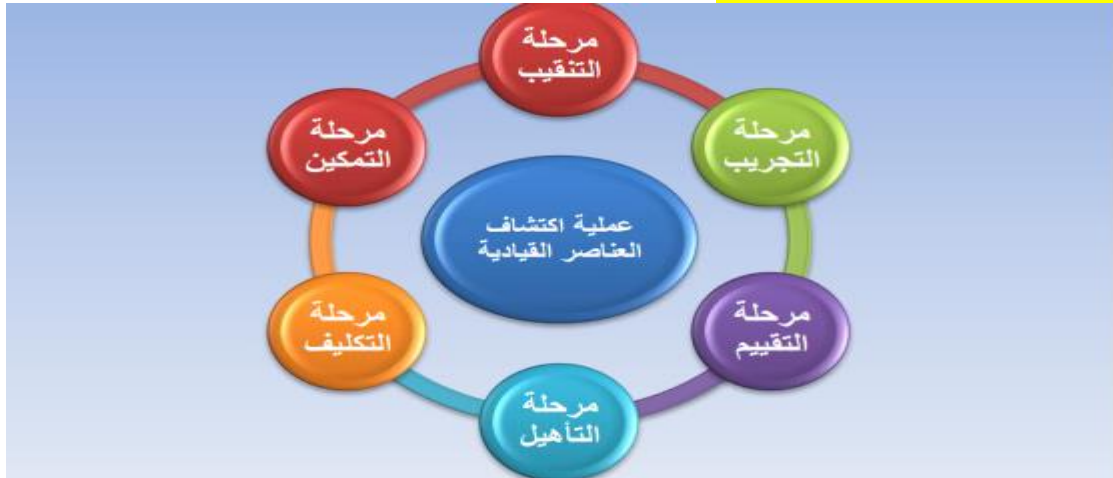 مرحلة
التنقيب
مرحلة
التجريب
مرحلة
التقييم
مرحلة
التأهيل
مرحلة
التكليف
مرحلة
التمكين
عملية اكتشاف
العناصر القيادية